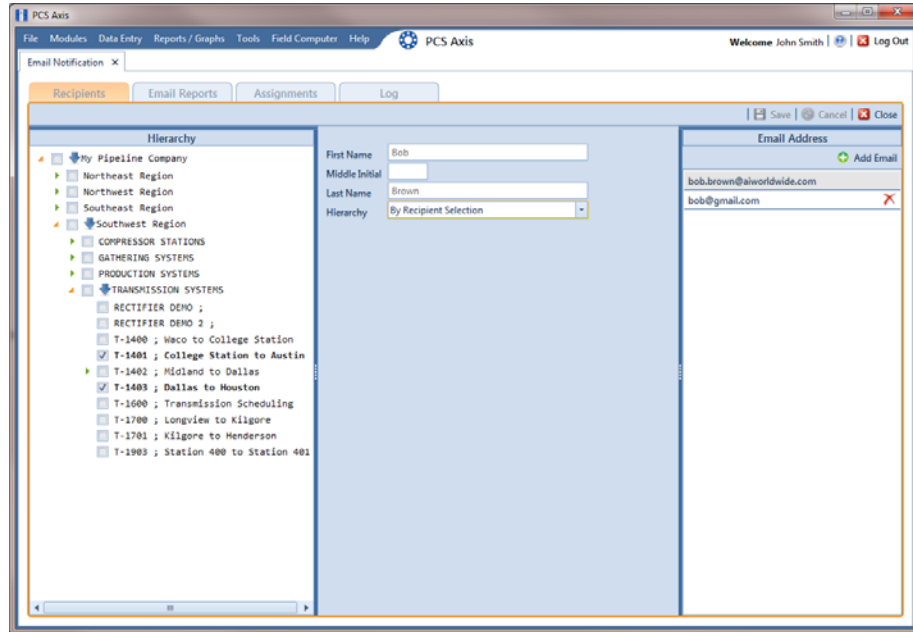 PCS Axis
File Modules Data Entry Reports / Graphs Tools Field Computer Help PCS Axis Welcome John Smith Log Out
Email Notification X
Recipients Email Reports Assignments Log
Save Cancel Close
Hierarchy
My Pipeline Company
Northeast Region
Northwest Region
Southeast Region
Southwest Region
COMPRESSOR STATIONS
GATHERING SYSTEMS
PRODUCTION SYSTEMS
TRANSMISSION SYSTEMS
RECTIFIER DEMO ;
RECTIFIER DEMO 2 ;
T-1400 ; Waco to College Station
T-1401 ; College Station to Austin
T-1402 ; Midland to Dallas
T-1403 ; Dallas to Houston
T-1600 ; Transmission Scheduling
T-1700 ; Longview to Kilgore
T-1701 ; Kilgore to Henderson
T-1903 ; Station 400 to Station 401
First Name Bob
Middle Initial
Last Name Brown
Hierarchy By Recipient Selection
Email Address
Add Email
bob.brown@aiworldwide.com
bob@gmail.com